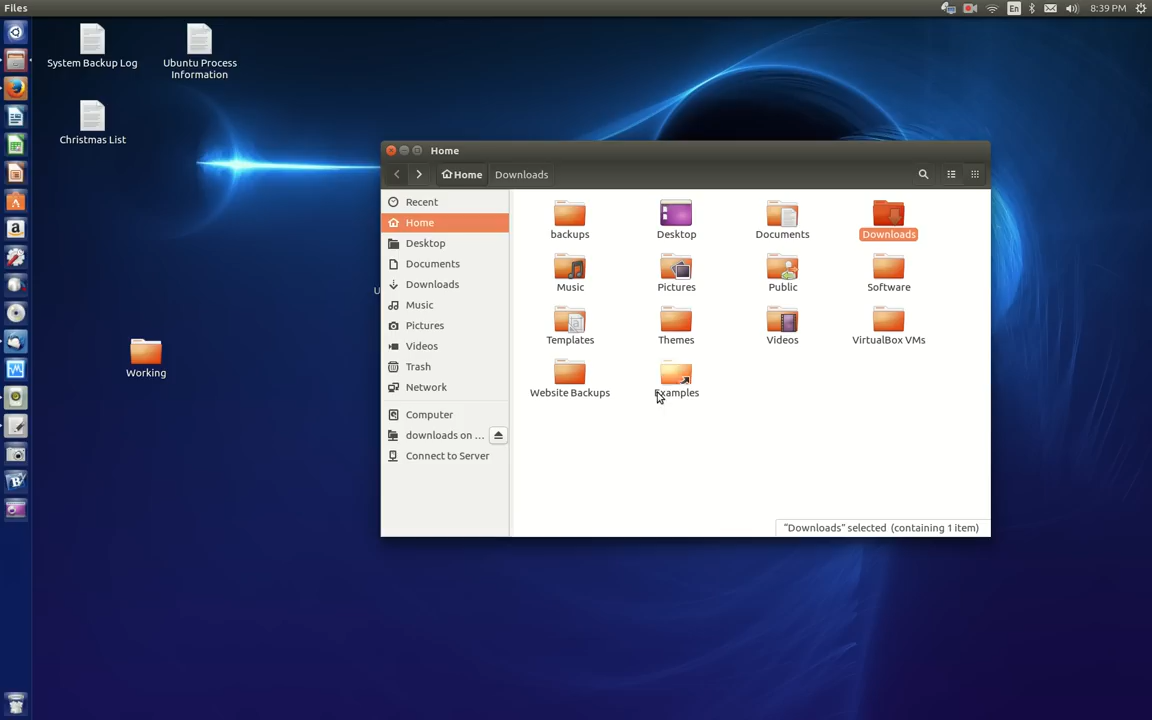 Files
En
8:39 PM
System Backup Log
Ubuntu Process
Information
Christmas List
Working
Home
Home
Downloads
Recent
Home
Desktop
Documents
Downloads
Music
Pictures
Videos
Trash
Network
Computer
downloads on ...
Connect to Server
backups
Desktop
Documents
Downloads
Music
Pictures
Public
Software
Templates
Themes
Videos
VirtualBox VMs
Website Backups
Examples
“Downloads” selected (containing 1 item)